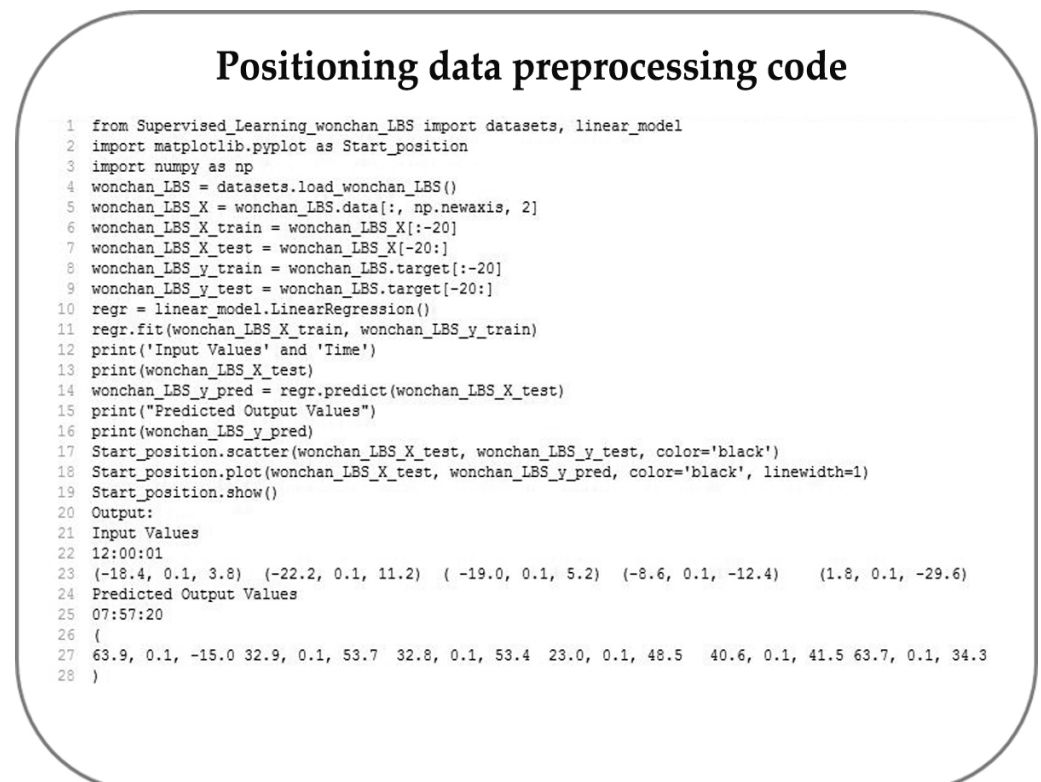 Positioning data preprocessing code
1 from Supervised_Learning_wonchan_LBS import datasets, linear_model
2 import matplotlib.pyplot as Start_position
3 import numpy as np
4 wonchan_LBS = datasets.load_wonchan_LBS()
5 wonchan_LBS_X = wonchan_LBS.data[:, np.newaxis, 2]
6 wonchan_LBS_X_train = wonchan_LBS_X[:-20]
7 wonchan_LBS_X_test = wonchan_LBS_X[-20:]
8 wonchan_LBS_y_train = wonchan_LBS.target[:-20]
9 wonchan_LBS_y_test = wonchan_LBS.target[-20:]
10 regr = linear_model.LinearRegression()
11 regr.fit(wonchan_LBS_X_train, wonchan_LBS_y_train)
12 print('Input Values' and 'Time')
13 print(wonchan_LBS_X_test)
14 wonchan_LBS_y_pred = regr.predict(wonchan_LBS_X_test)
15 print("Predicted Output Values")
16 print(wonchan_LBS_y_pred)
17 Start_position.scatter(wonchan_LBS_X_test, wonchan_LBS_y_test, color='black')
18 Start_position.plot(wonchan_LBS_X_test, wonchan_LBS_y_pred, color='black', linewidth=1)
19 Start_position.show()
20 Output:
21 Input Values
22 12:00:01
23 (-18.4, 0.1, 3.8) (-22.2, 0.1, 11.2) ( -19.0, 0.1, 5.2) (-8.6, 0.1, -12.4) (1.8, 0.1, -29.6)
24 Predicted Output Values
25 07:57:20
26 (
27 63.9, 0.1, -15.0 32.9, 0.1, 53.7 32.8, 0.1, 53.4 23.0, 0.1, 48.5 40.6, 0.1, 41.5 63.7, 0.1, 34.3
28 )